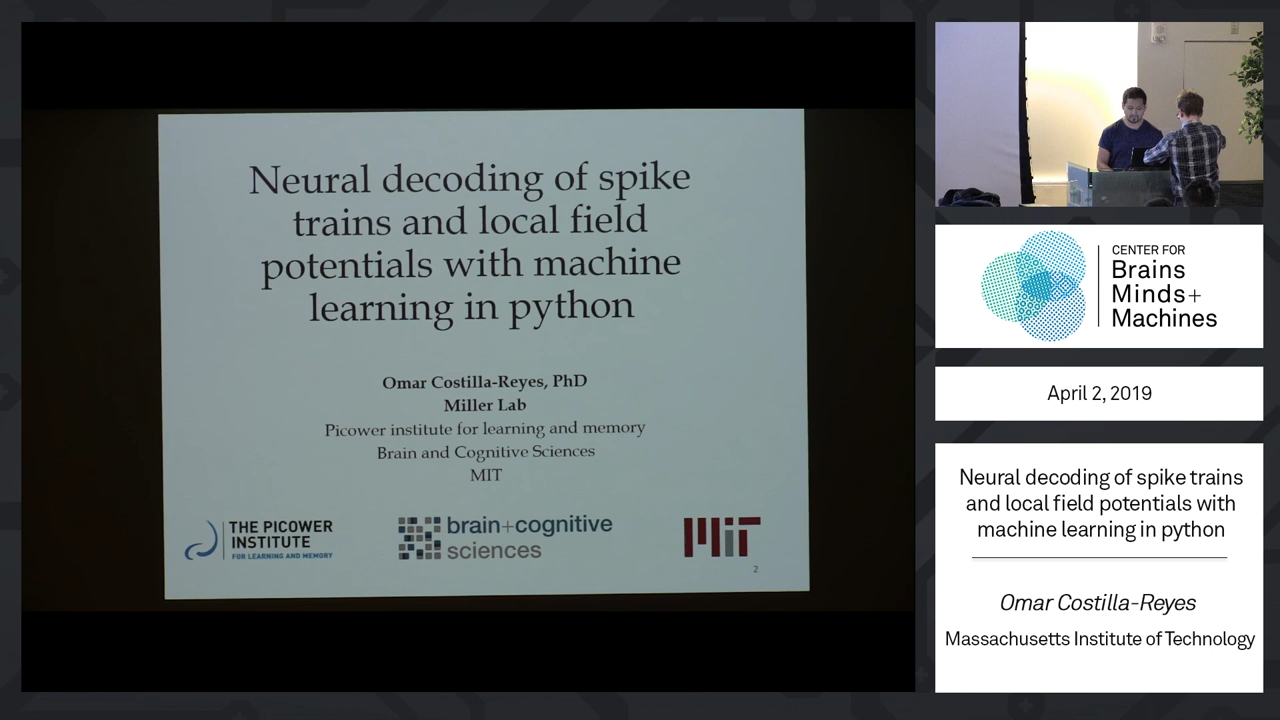 Neural decoding of spike
trains and local field
potentials with machine
learning in python
Omar Costilla-Reyes, PhD
Miller Lab
Picower institute for learning and memory
Brain and Cognitive Sciences
MIT
THE PICOWER
INSTITUTE
FOR LEARNING AND MEMORY
brain+cognitive
sciences
MIT
2
CENTER FOR
Brains
Minds+
Machines
April 2, 2019
Neural decoding of spike trains
and local field potentials with
machine learning in python
Omar Costilla-Reyes
Massachusetts Institute of Technology